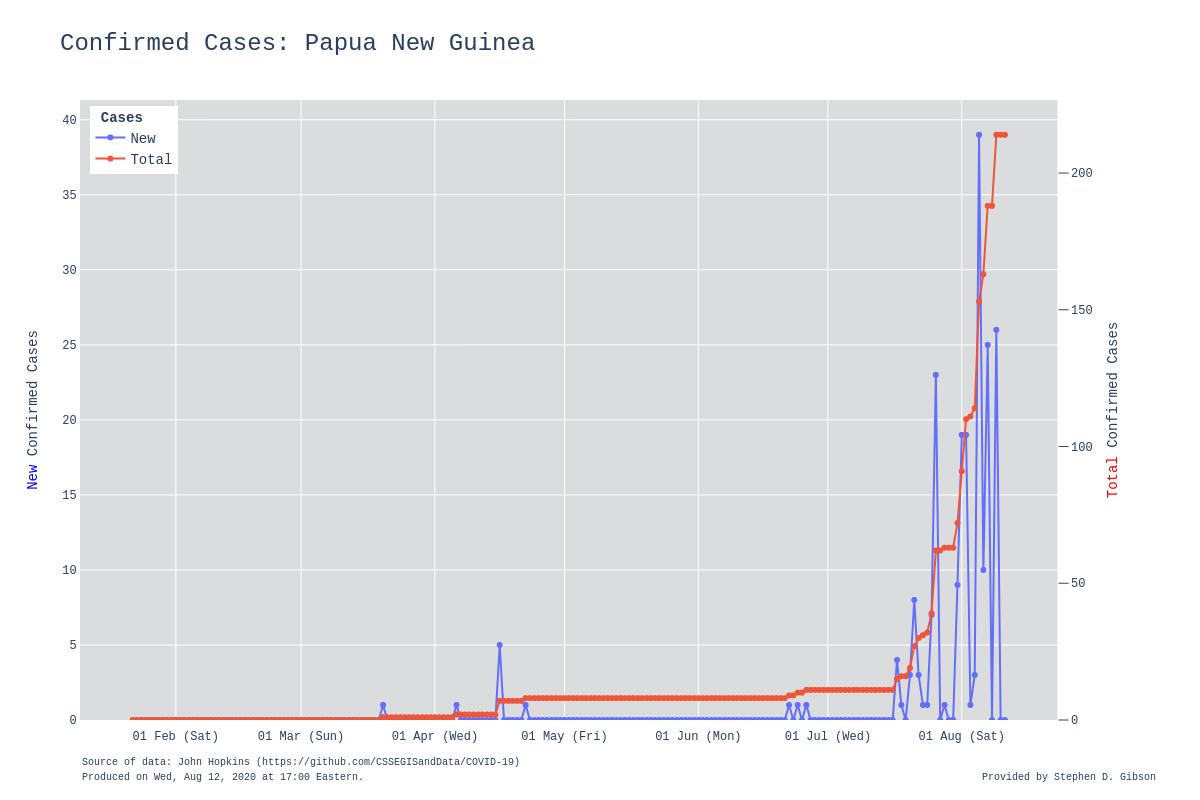 Confirmed Cases: Papua New Guinea
Cases
New
Total
40
35
30
25
20
15
10
5
0
200
150
100
50
0
New Confirmed Cases
Total Confirmed Cases
01 Feb (Sat)
01 Mar (Sun)
01 Apr (Wed)
01 May (Fri)
01 Jun (Mon)
01 Jul (Wed)
01 Aug (Sat)
Source of data: John Hopkins (https://github.com/CSSEGISandData/COVID-19)
Produced on Wed, Aug 12, 2020 at 17:00 Eastern.
Provided by Stephen D. Gibson